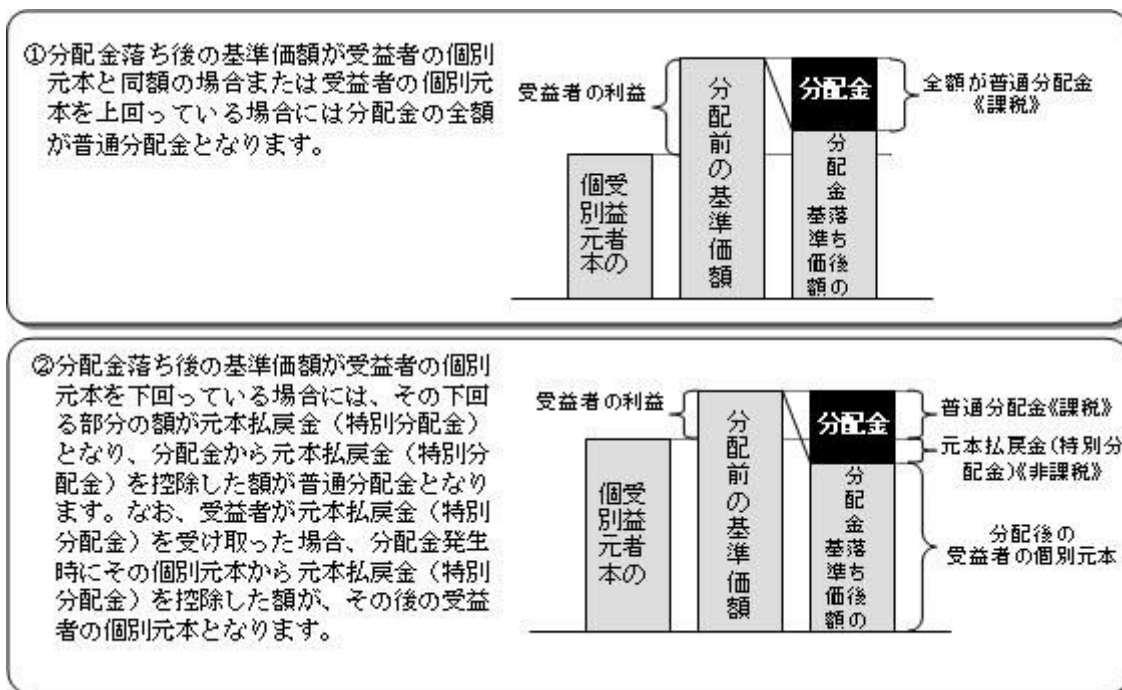 ①分配金落ち後の基準価額が受益者の個別
元本と同額の場合または受益者の個別元
本を上回っている場合には分配金の全額
が普通分配金となります。
受益者の利益
受益者の
個別元本
分配前の基準価額
分配金
分配金落ち後の
基準価額
全額が普通分配金
《課税》
②分配金落ち後の基準価額が受益者の個別
元本を下回っている場合には、その下回
る部分の額が元本払戻金（特別分配金）
となり、分配金から元本払戻金（特別分
配金）を控除した額が普通分配金となり
ます。なお、受益者が元本払戻金（特別
分配金）を受け取った場合、分配金発生
時にその個別元本から元本払戻金（特別
分配金）を控除した額が、その後の受益
者の個別元本となります。
受益者の利益
受益者の
個別元本
分配前の基準価額
分配金
分配金落ち後の
基準価額
普通分配金《課税》
元本払戻金(特別分
配金)《非課税》
分配後の
受益者の個別元本